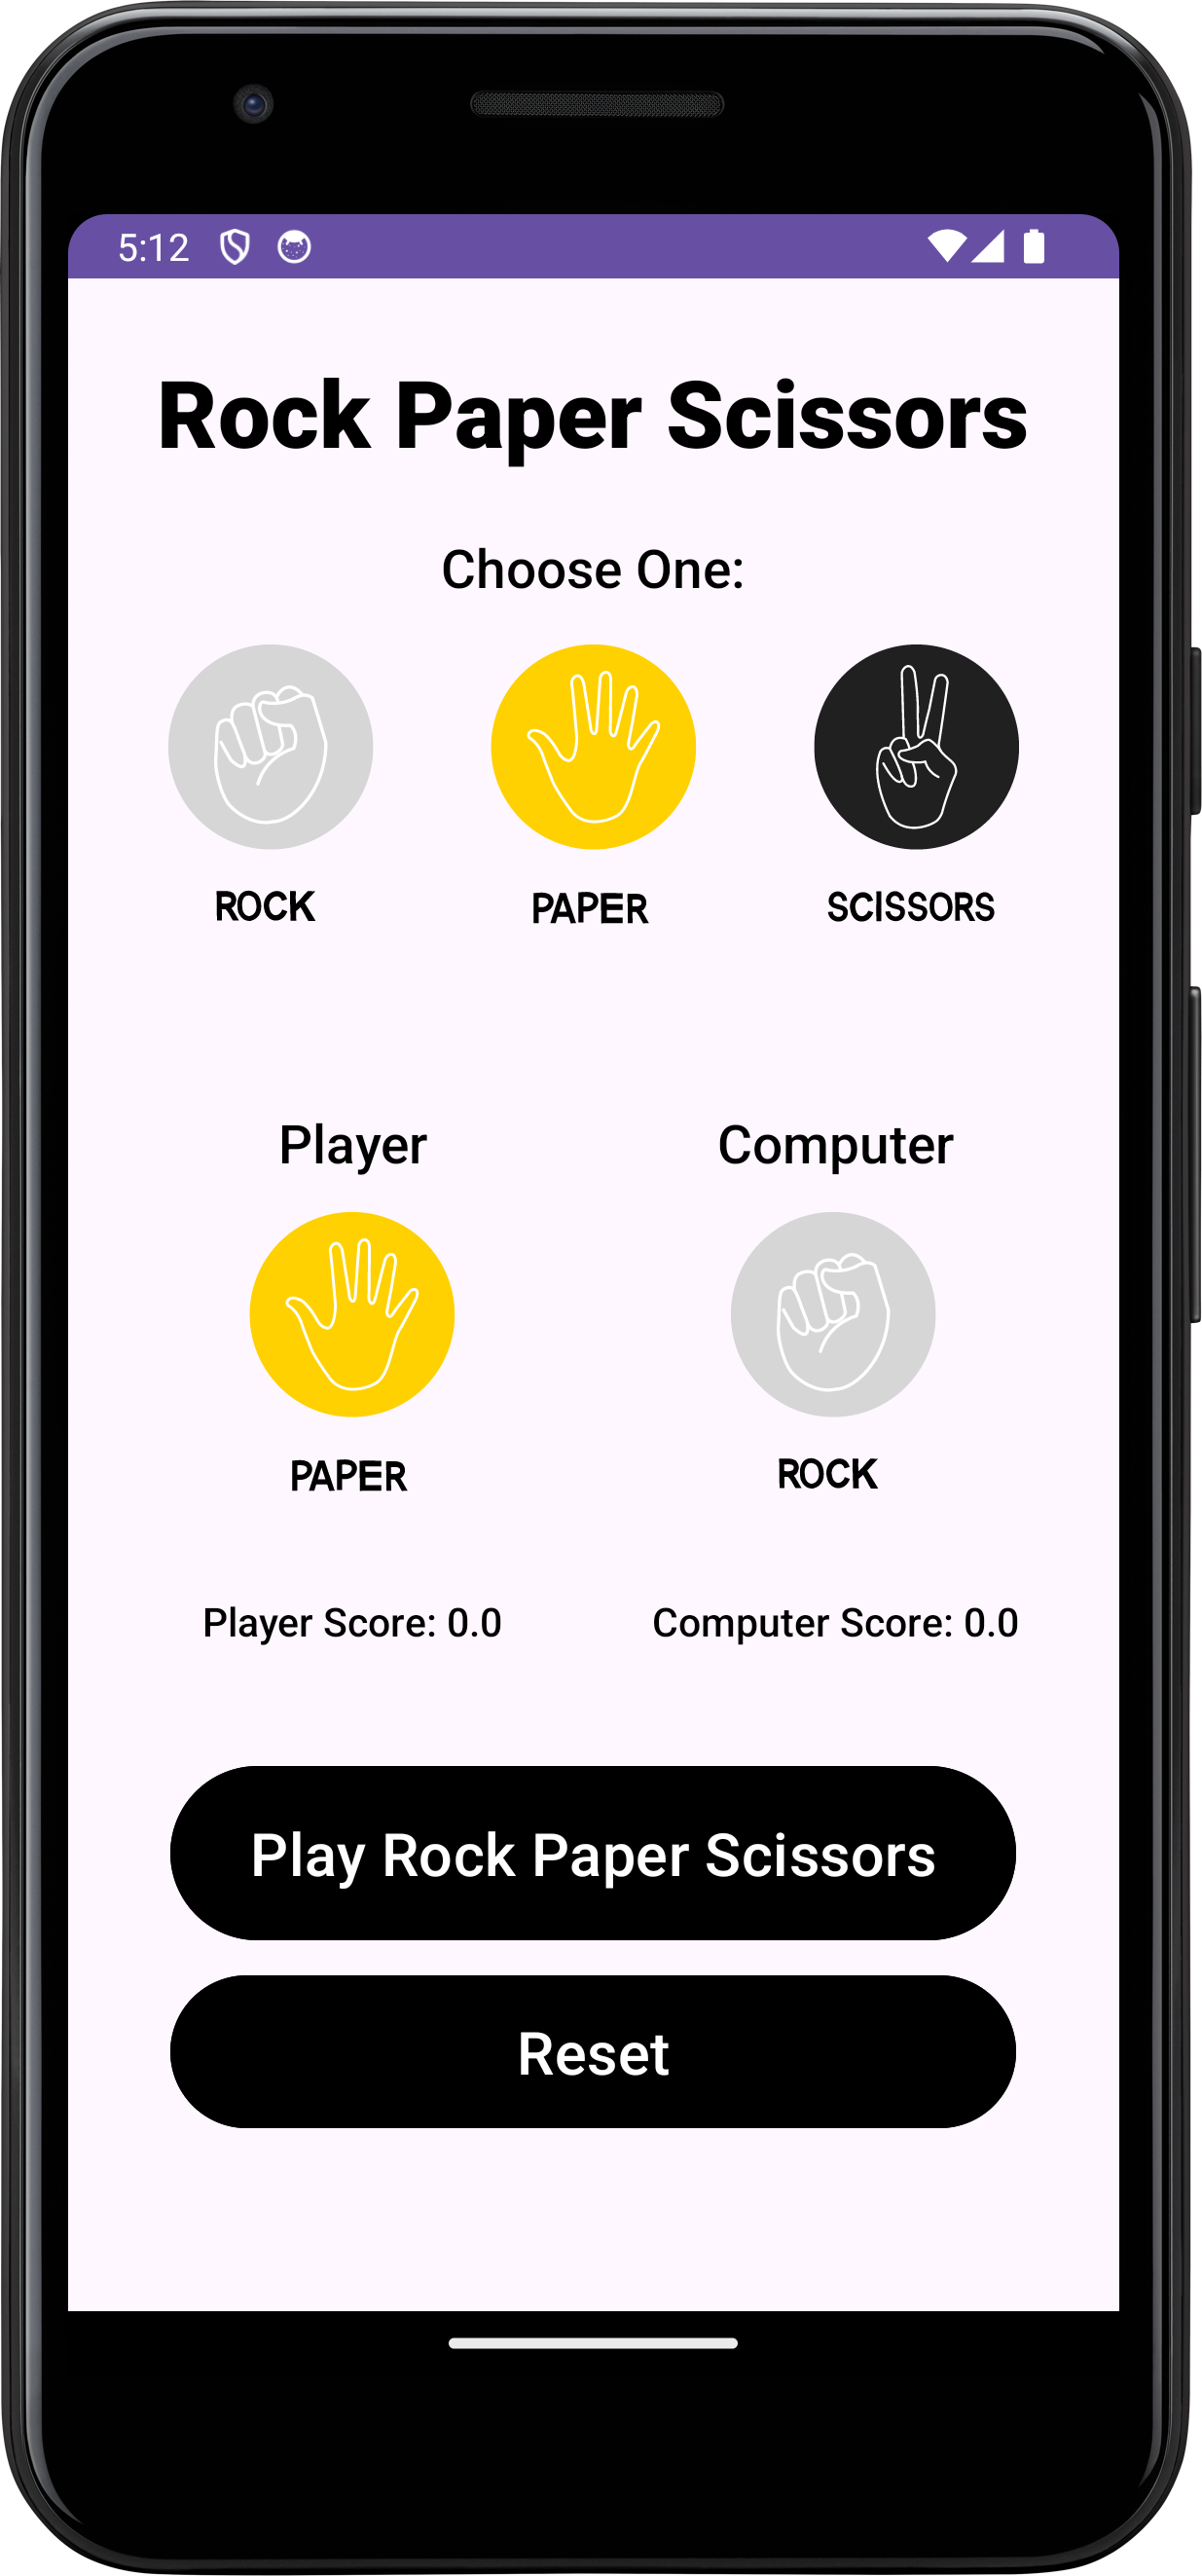 5:12
Rock Paper Scissors
Choose One:
ROCK PAPER SCISSORS
Player Computer
PAPER ROCK
Player Score: 0.0 Computer Score: 0.0
Play Rock Paper Scissors
Reset